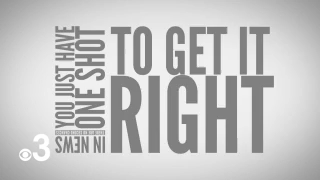 YOU JUST HAVE
ONE SHOT
IN NEWS
TO GET IT
RIGHT
3